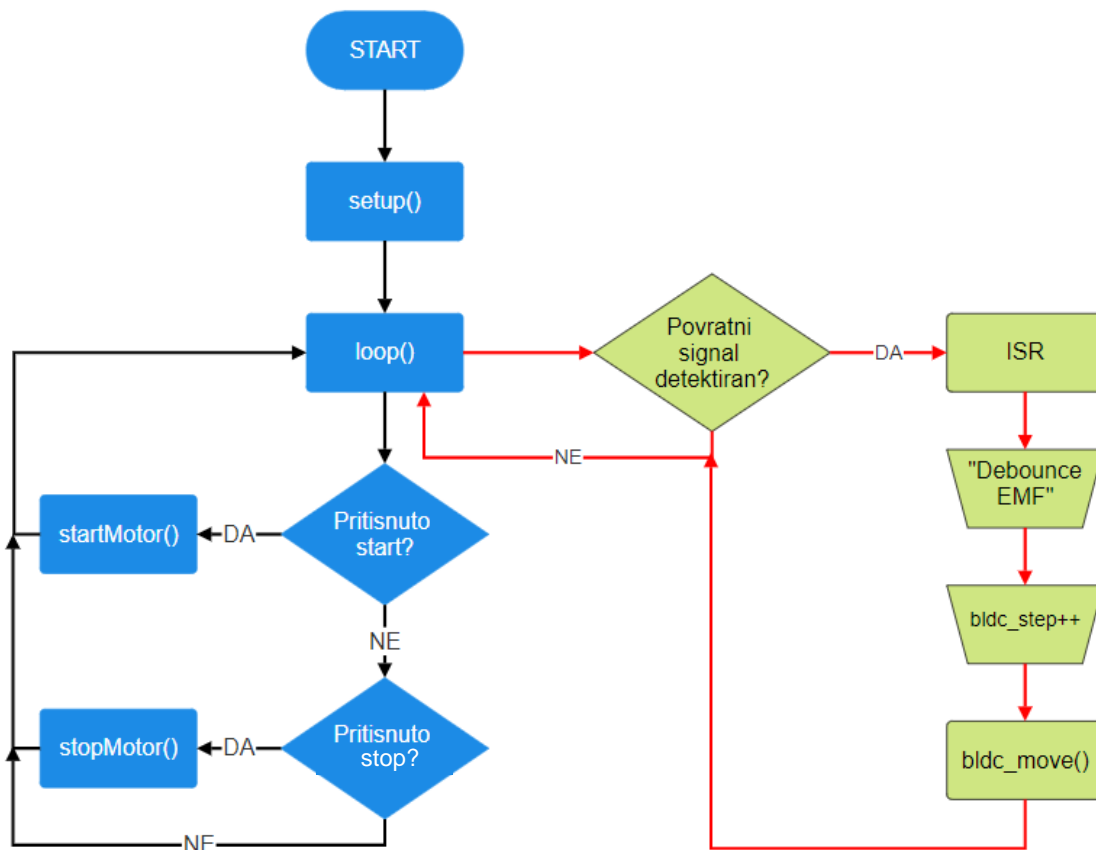 START
setup()
loop()
Povratni
signal
detektiran?
DA
ISR
NE
"Debounce
EMF"
startMotor()
DA
Pritisnuto
start?
NE
bldc_step++
stopMotor()
DA
Pritisnuto
stop?
bldc_move()
NE